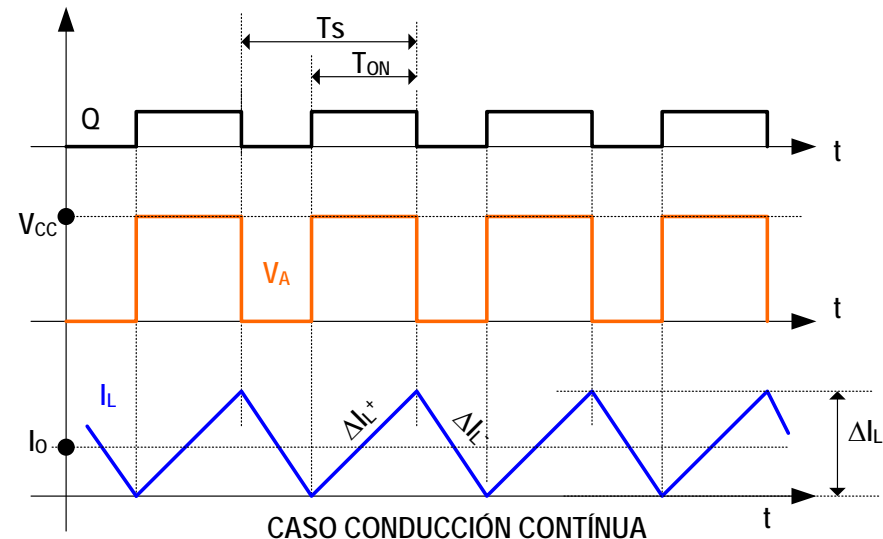 Ts
TON
Q
t
VCC
VA
t
IL
ΔIL+
ΔIL-
IO
ΔIL
t
CASO CONDUCCIÓN CONTÍNUA